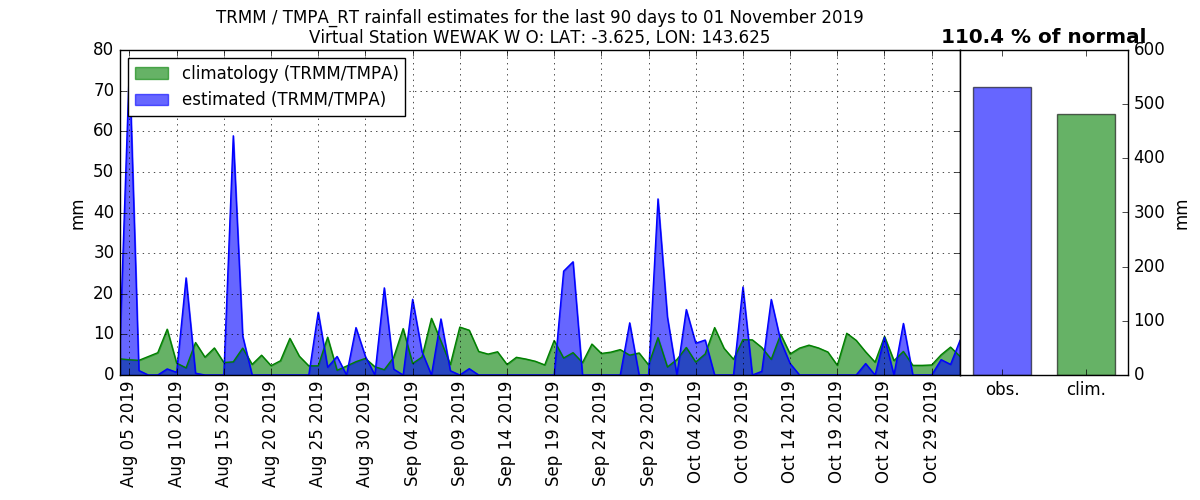 TRMM / TMPA_RT rainfall estimates for the last 90 days to 01 November 2019
Virtual Station WEWAK W O: LAT: -3.625, LON: 143.625
110.4 % of normal
climatology (TRMM/TMPA)
estimated (TRMM/TMPA)
80
70
60
50
40
30
20
10
0
mm
Aug 05 2019
Aug 10 2019
Aug 15 2019
Aug 20 2019
Aug 25 2019
Aug 30 2019
Sep 04 2019
Sep 09 2019
Sep 14 2019
Sep 19 2019
Sep 24 2019
Sep 29 2019
Oct 04 2019
Oct 09 2019
Oct 14 2019
Oct 19 2019
Oct 24 2019
Oct 29 2019
obs.
clim.
600
500
400
300
200
100
0
mm